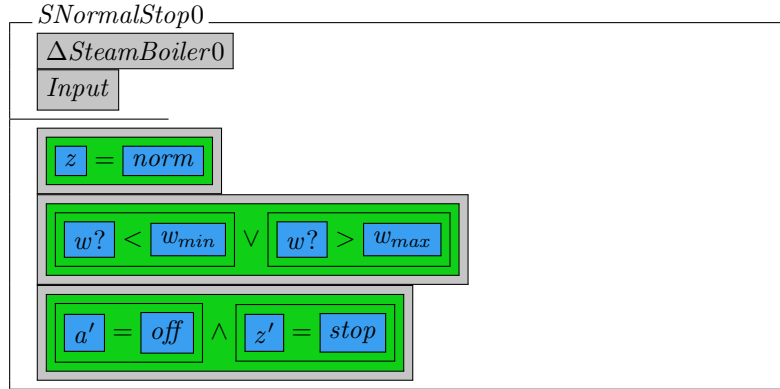 SNormalStop0
ΔSteamBoiler0
Input
z = norm
w? < w_min ∨ w? > w_max
a′ = off ∧ z′ = stop